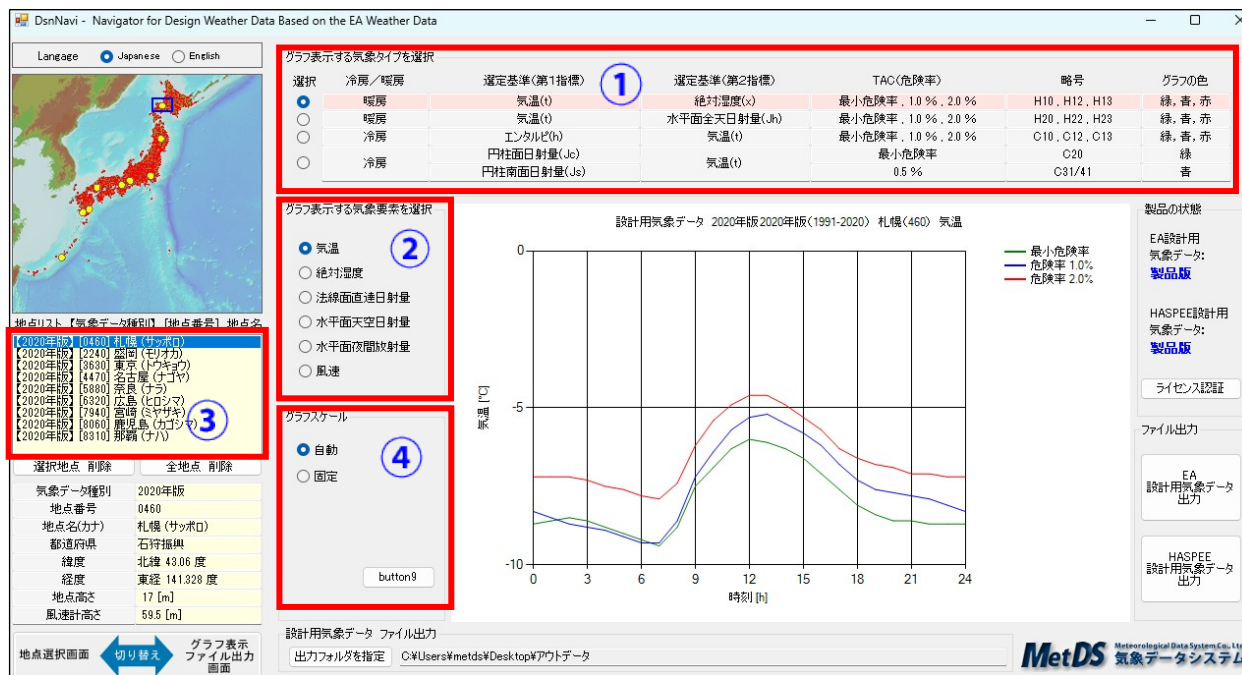 DsnNavi - Navigator for Design Weather Data Based on the EA Weather Data
Langage Japanese English
グラフ表示する気象タイプを選択
①
選択 冷房／暖房 選定基準(第1指標) 選定基準(第2指標) TAC(危険率) 略号 グラフの色
暖房 気温(t) 絶対湿度(x) 最小危険率 , 1.0 % , 2.0 % H10 , H12 , H13 緑, 青, 赤
暖房 気温(t) 水平面全天日射量(Jh) 最小危険率 , 1.0 % , 2.0 % H20 , H22 , H23 緑, 青, 赤
冷房 エンタルピ(h) 気温(t) 最小危険率 , 1.0 % , 2.0 % C10 , C12 , C13 緑, 青, 赤
冷房 円柱面日射量(Jc) 気温(t) 最小危険率 C20 緑
円柱南面日射量(Js) 0.5 % C31/41 青
地点リスト 【気象データ種別】 [地点番号] 地点名
【2020年版】 [0460] 札幌 (サッポロ)
【2020年版】 [2240] 盛岡 (モリオカ)
【2020年版】 [3630] 東京 (トウキョウ)
【2020年版】 [4470] 名古屋 (ナゴヤ)
【2020年版】 [5880] 奈良 (ナラ)
【2020年版】 [6320] 広島 (ヒロシマ)
【2020年版】 [7940] 宮崎 (ミヤザキ)
【2020年版】 [8060] 鹿児島 (カゴシマ)
【2020年版】 [8310] 那覇 (ナハ)
③
選択地点 削除 全地点 削除
気象データ種別 2020年版
地点番号 0460
地点名(カナ) 札幌 (サッポロ)
都道府県 石狩振興
緯度 北緯 43.06 度
経度 東経 141.328 度
地点高さ 17 [m]
風速計高さ 59.5 [m]
地点選択画面 切り替え グラフ表示
ファイル出力
画面
グラフ表示する気象要素を選択
②
気温
絶対湿度
法線面直達日射量
水平面天空日射量
水平面夜間放射量
風速
グラフスケール
④
自動
固定
button9
設計用気象データ 2020年版2020年版(1991-2020) 札幌(460) 気温
最小危険率
危険率 1.0%
危険率 2.0%
0
-5
-10
気温 [℃]
0 3 6 9 12 15 18 21 24
時刻 [h]
製品の状態
EA設計用
気象データ:
製品版
HASPEE設計用
気象データ:
製品版
ライセンス認証
ファイル出力
EA
設計用気象データ
出力
HASPEE
設計用気象データ
出力
設計用気象データ ファイル出力
出力フォルダを指定 C:¥Users¥metds¥Desktop¥アウトデータ
MetDS Meteorological Data System Co., Ltd
気象データシステム